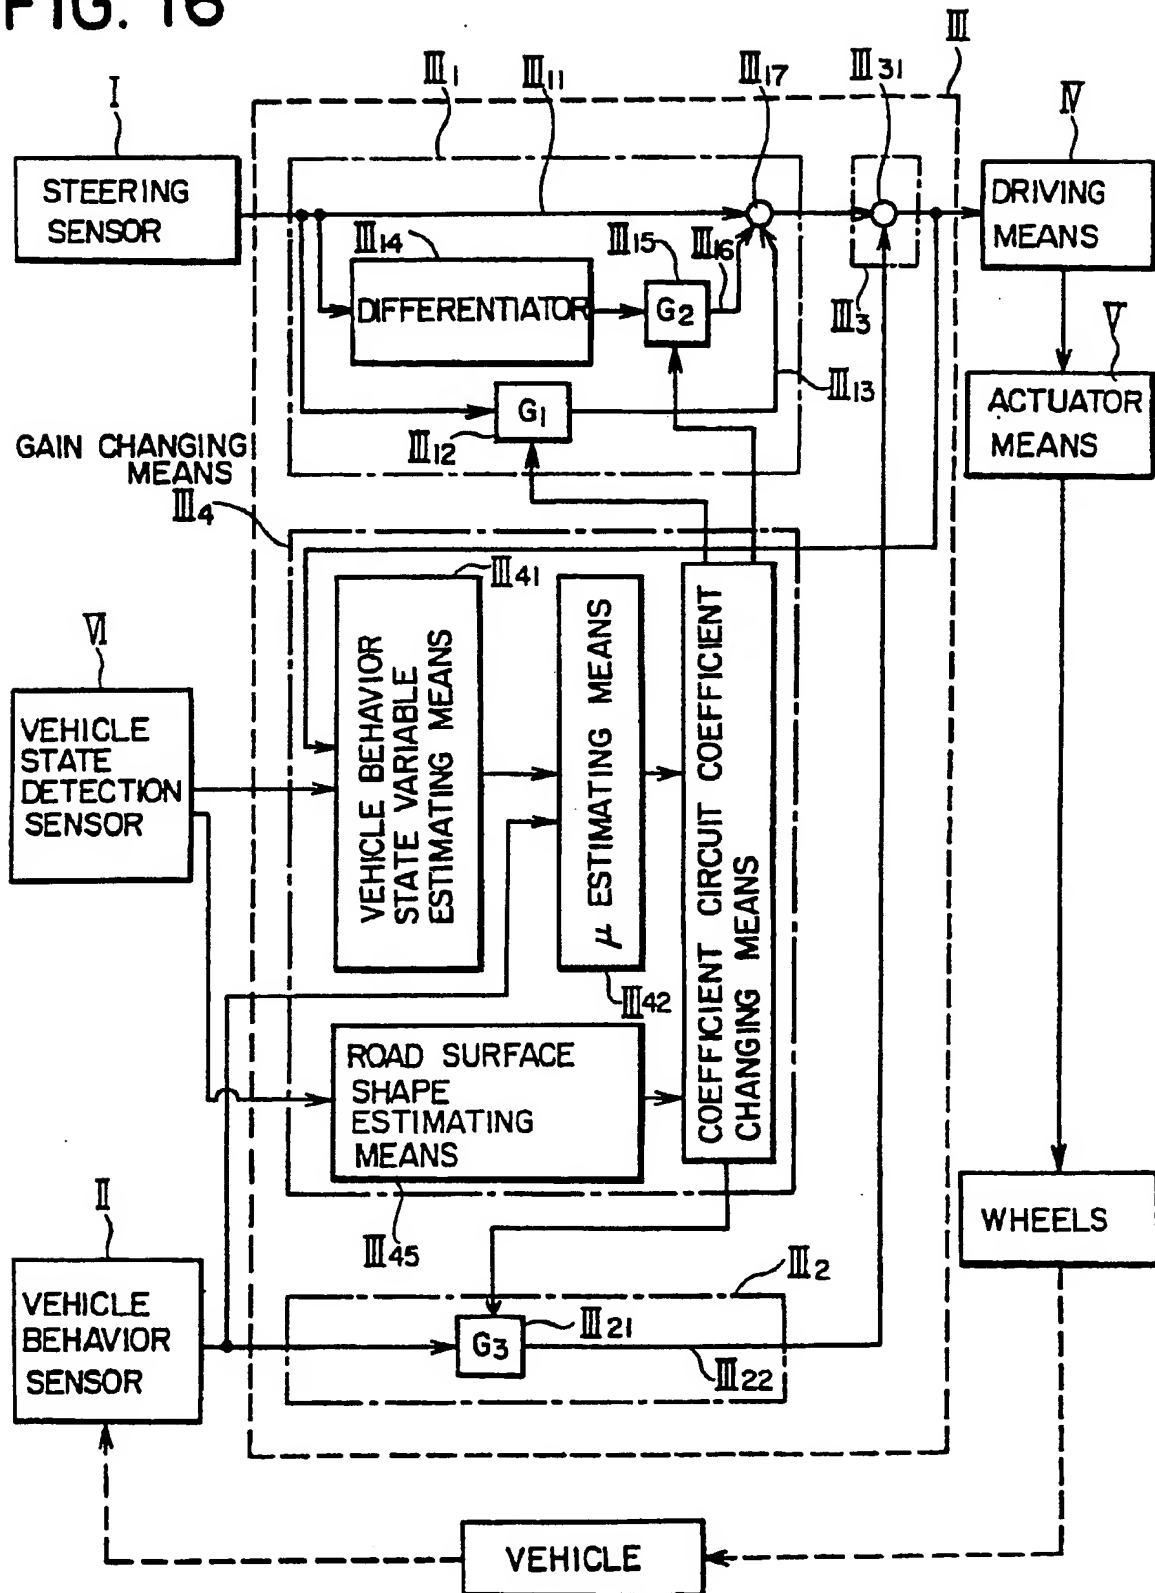 FIG. 16
III
III1
III11
III17
III31
I
IV
STEERING
SENSOR
DRIVING
MEANS
III14
III15
III16
DIFFERENTIATOR
G2
III3
V
III13
G1
III12
ACTUATOR
MEANS
GAIN CHANGING
MEANS
III4
III41
VI
VEHICLE BEHAVIOR
STATE VARIABLE
ESTIMATING MEANS
μ ESTIMATING MEANS
COEFFICIENT CIRCUIT COEFFICIENT
CHANGING MEANS
VEHICLE
STATE
DETECTION
SENSOR
III42
ROAD SURFACE
SHAPE
ESTIMATING
MEANS
II
WHEELS
III45
III2
VEHICLE
BEHAVIOR
SENSOR
G3
III21
III22
VEHICLE